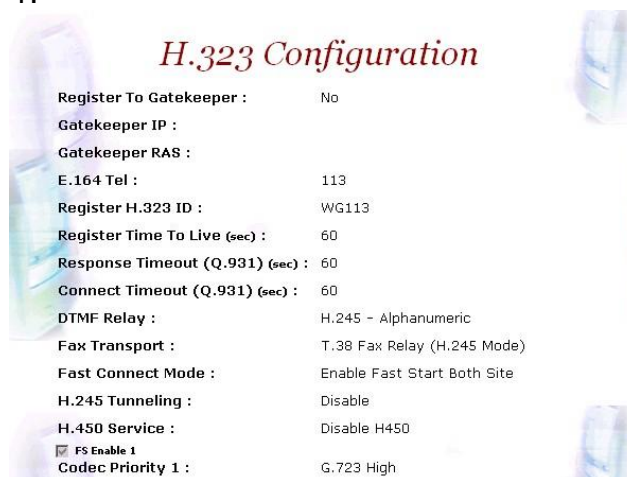 H.323 Configuration
Register To Gatekeeper : No
Gatekeeper IP :
Gatekeeper RAS :
E.164 Tel : 113
Register H.323 ID : WG113
Register Time To Live (sec) : 60
Response Timeout (Q.931) (sec) : 60
Connect Timeout (Q.931) (sec) : 60
DTMF Relay : H.245 - Alphanumeric
Fax Transport : T.38 Fax Relay (H.245 Mode)
Fast Connect Mode : Enable Fast Start Both Site
H.245 Tunneling : Disable
H.450 Service : Disable H450
FS Enable 1
Codec Priority 1 : G.723 High